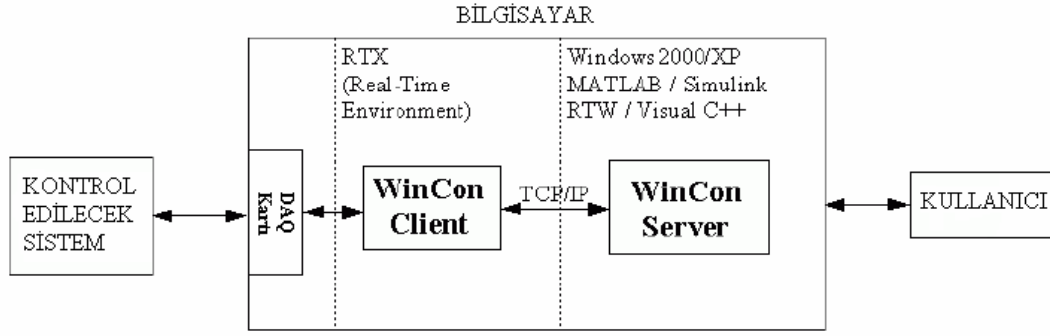 BİLGİSAYAR
RTX
(Real-Time
Environment)
Windows 2000/XP
MATLAB / Simulink
RTW / Visual C++
KONTROL
EDİLECEK
SİSTEM
DAQ
Kartı
WinCon
Client
TCP/IP
WinCon
Server
KULLANICI